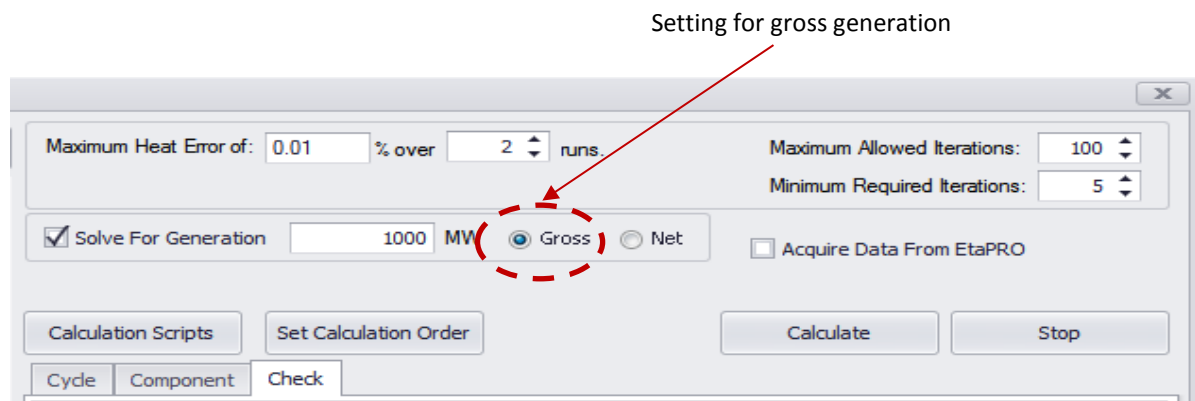 Setting for gross generation
Maximum Heat Error of: 0.01 % over 2 runs.
Maximum Allowed Iterations: 100
Minimum Required Iterations: 5
Solve For Generation 1000 MW Gross Net
Acquire Data From EtaPRO
Calculation Scripts Set Calculation Order Calculate Stop
Cycle Component Check